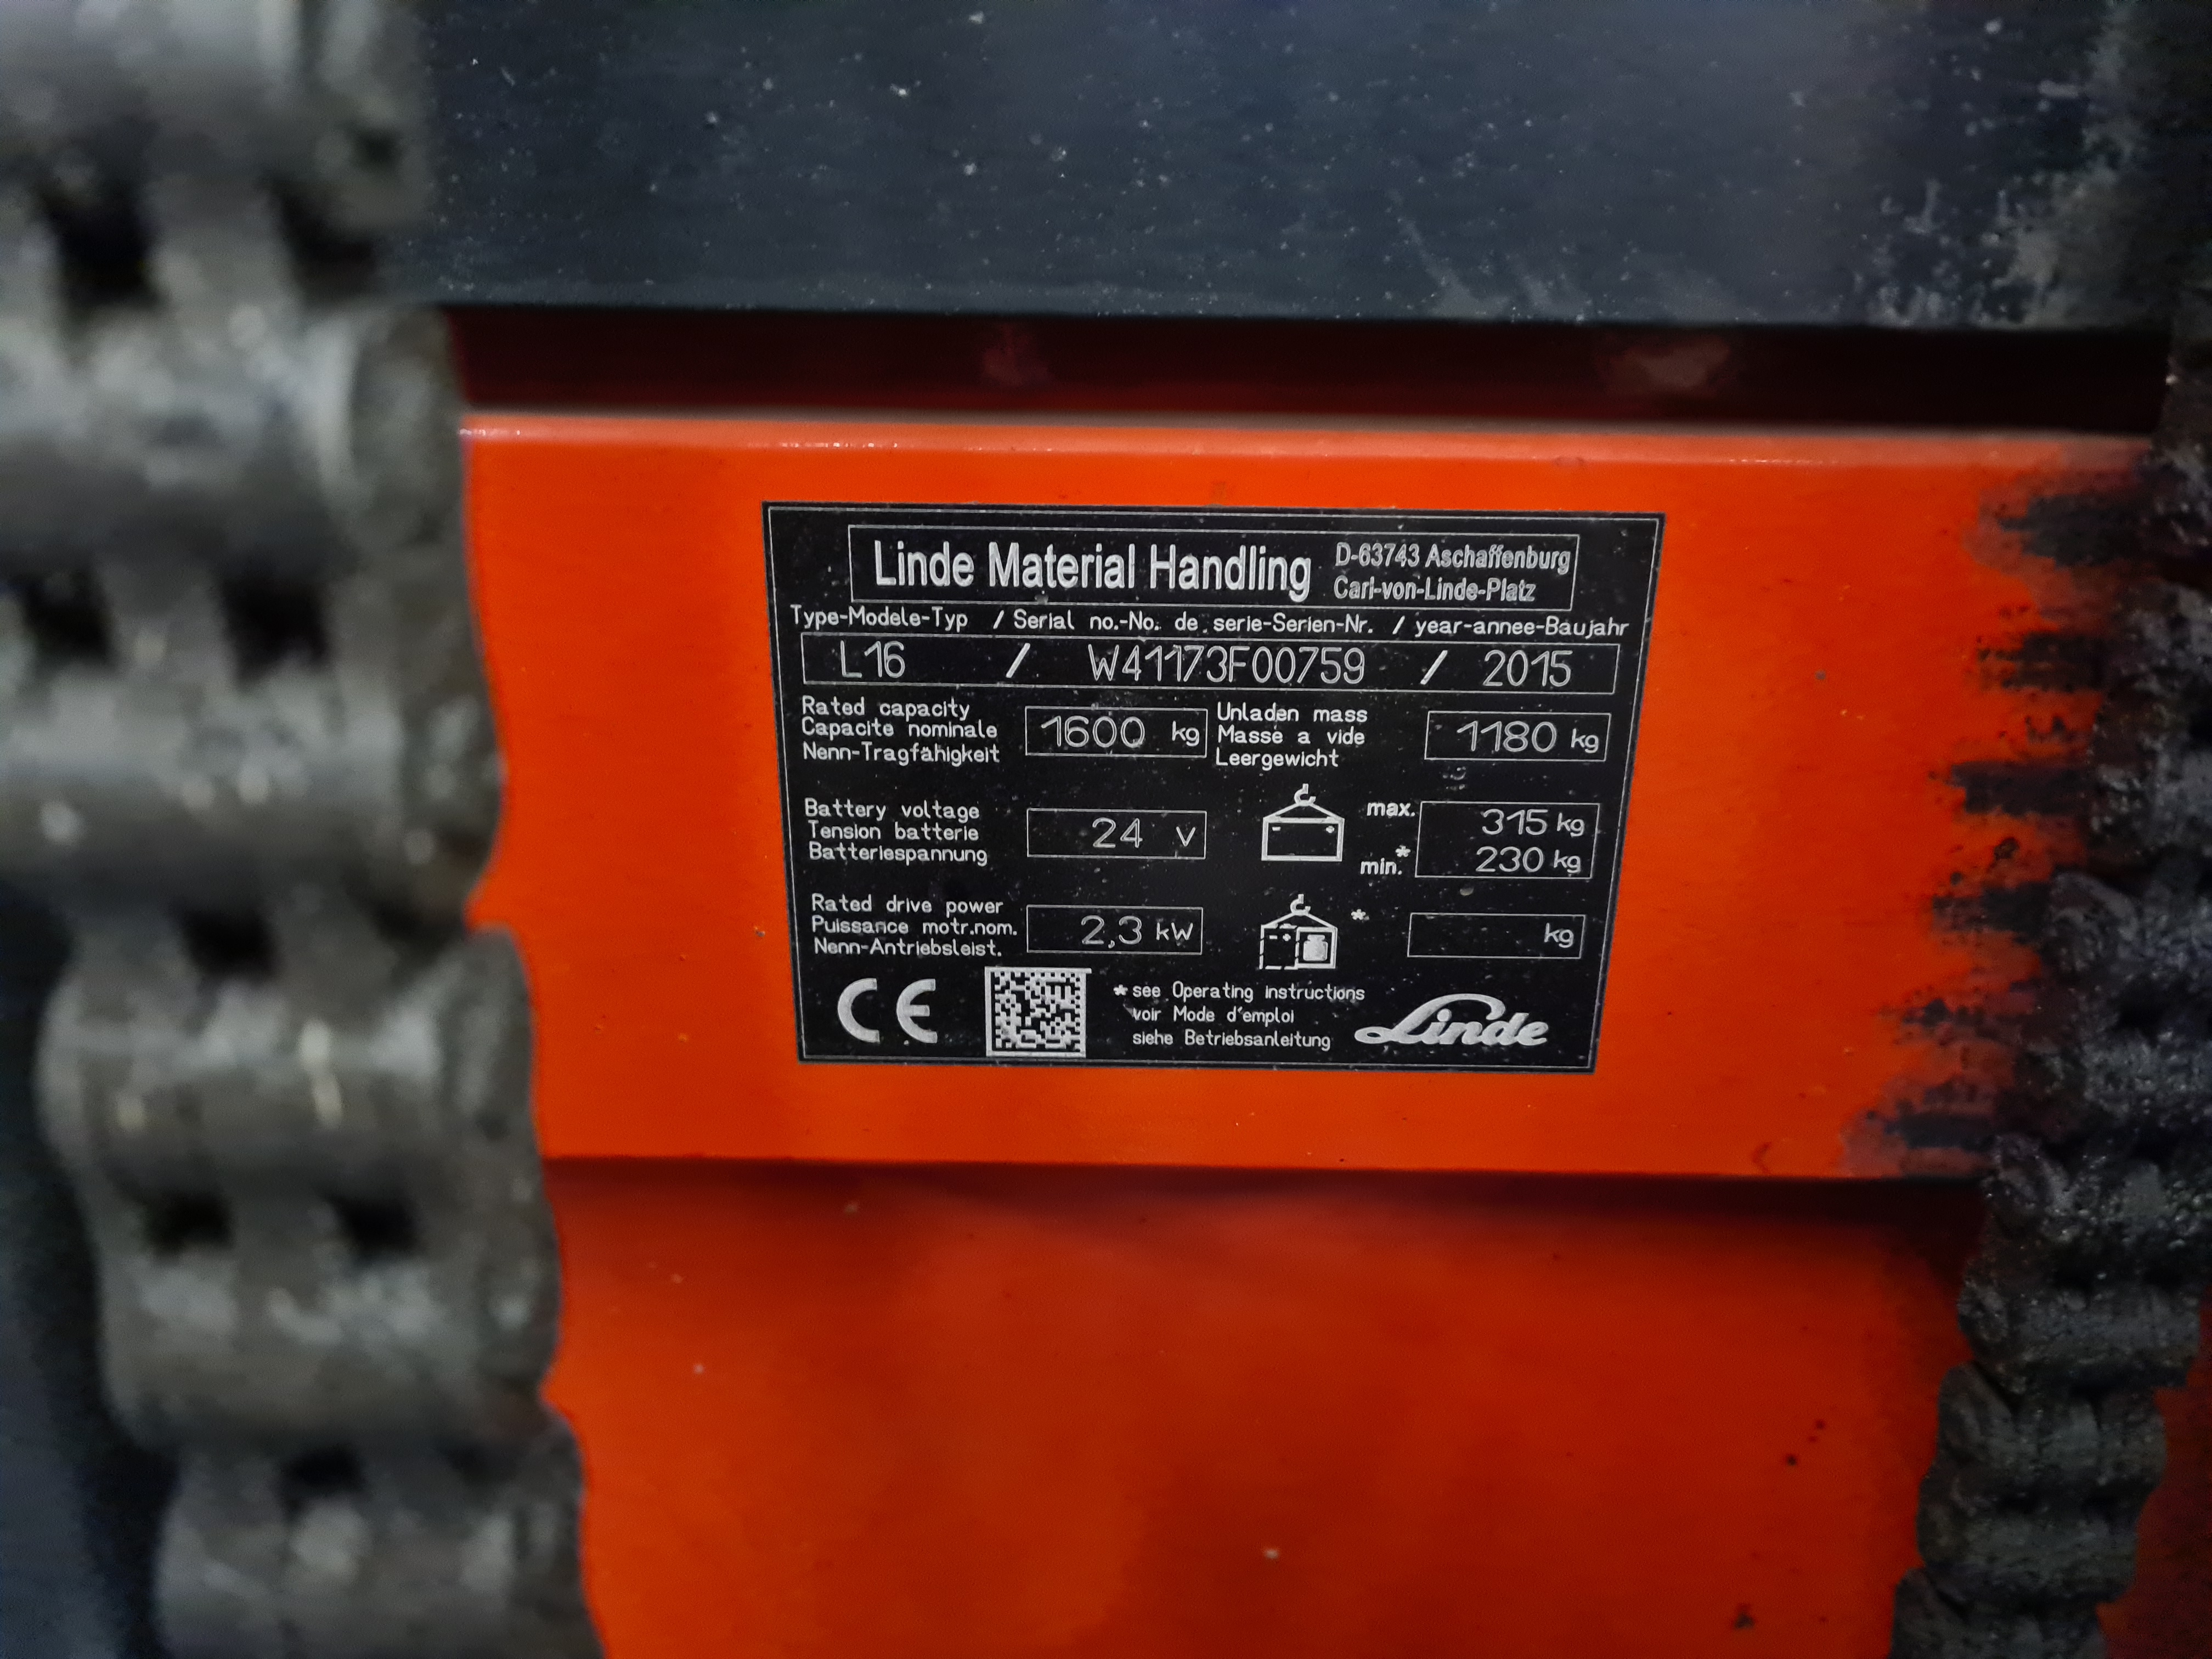 Linde Material Handling
D-63743 Aschaffenburg
Carl-von-Linde-Platz
Type-Modele-Typ / Serial no.-No. de serie-Serien-Nr. / year-annee-Baujahr
L16 / W41173F00759 / 2015
Rated capacity
Capacite nominale
Nenn-Tragfähigkeit
1600 kg
Unladen mass
Masse a vide
Leergewicht
1180 kg
Battery voltage
Tension batterie
Batteriespannung
24 V
max. 315 kg
min.* 230 kg
Rated drive power
Puissance motr.nom.
Nenn-Antriebsleist.
2,3 kW
* kg
CE
* see Operating instructions
voir Mode d'emploi
siehe Betriebsanleitung
Linde